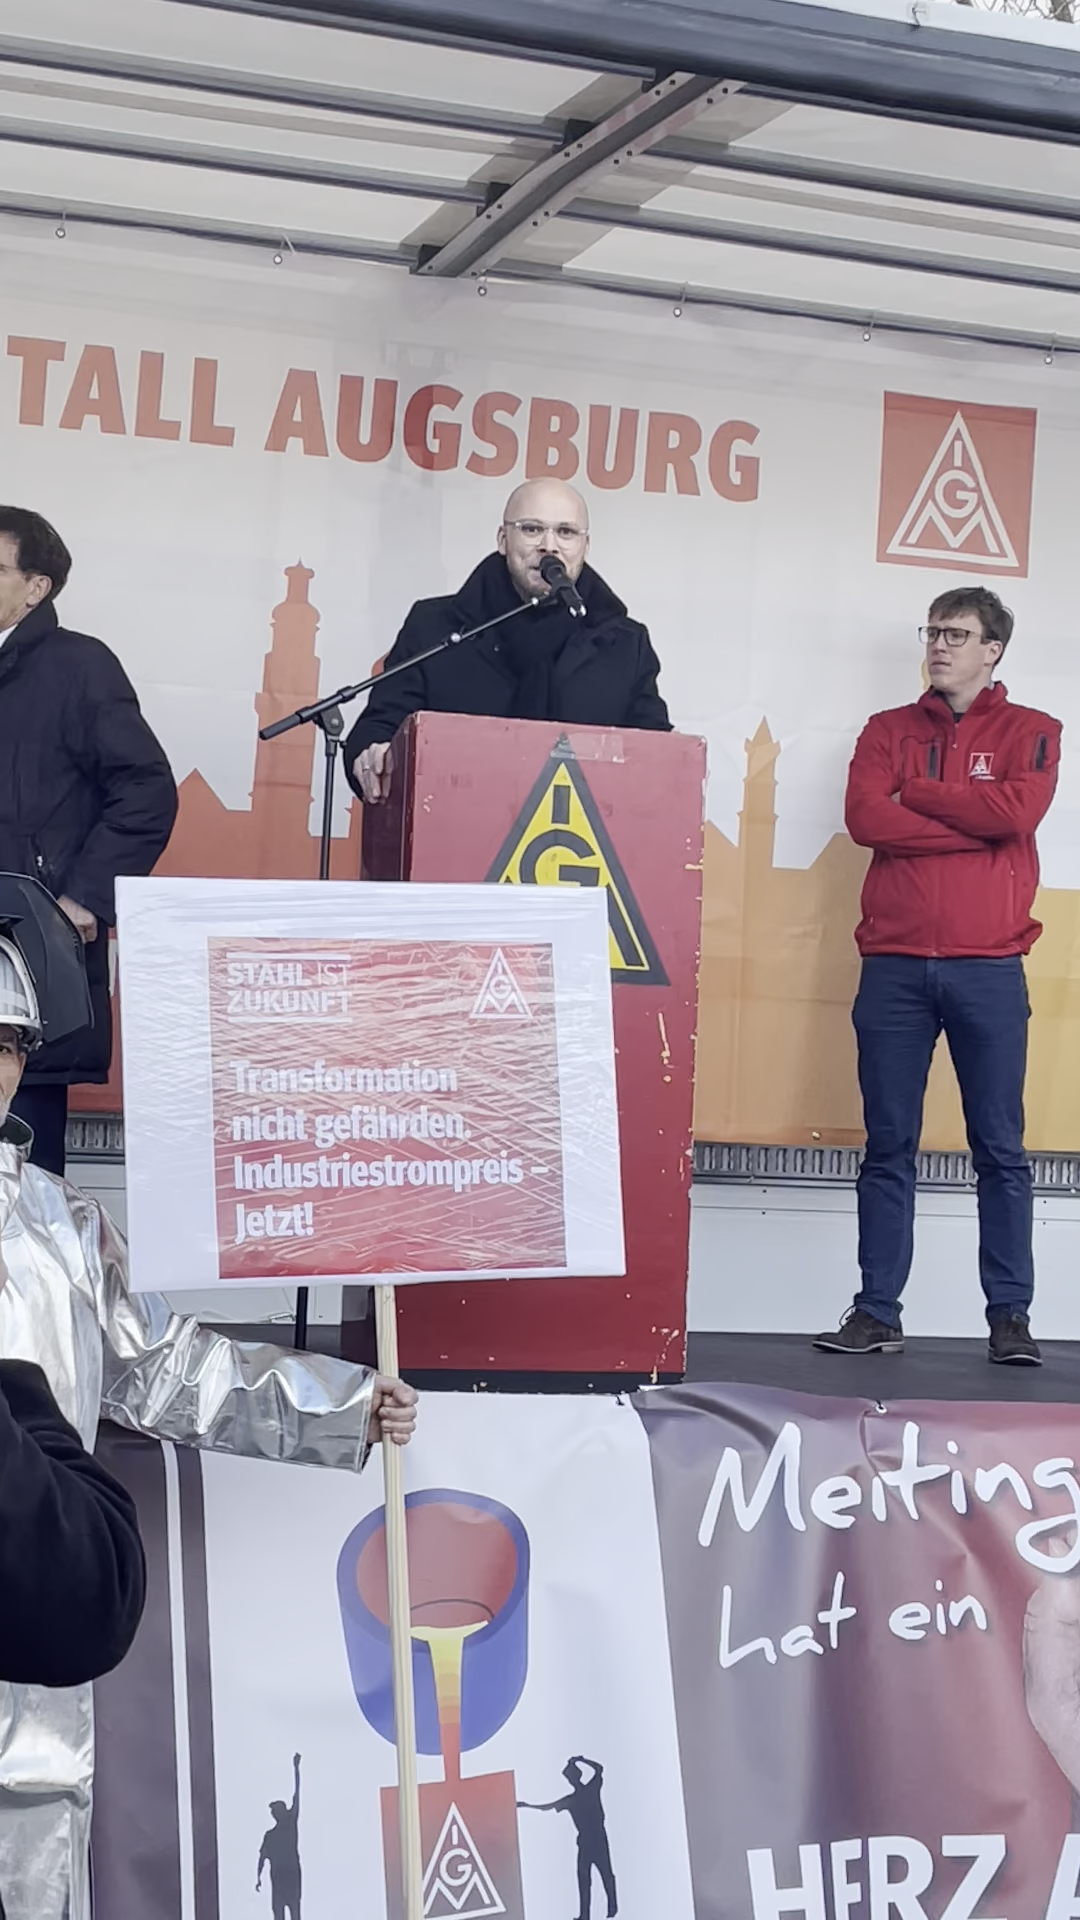 TALL AUGSBURG
IGM
IGM
STAHL IST
ZUKUNFT
IGM
Transformation
nicht gefährden.
Industriestrompreis –
Jetzt!
Meiting
hat ein
HERZ A
IGM